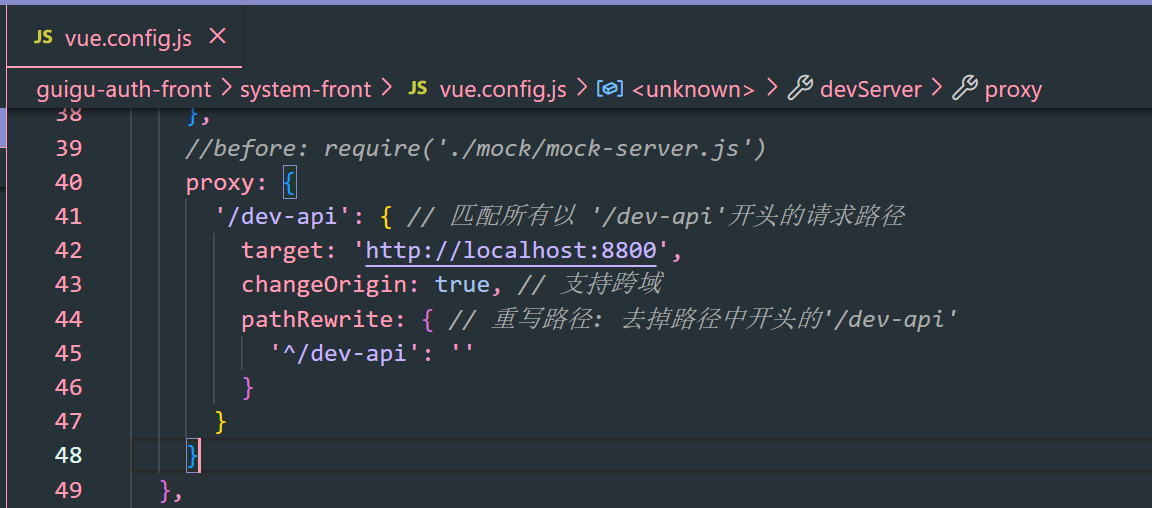 JS vue.config.js ×
guigu-auth-front > system-front > JS vue.config.js > <unknown> > devServer > proxy
38 },
39 //before: require('./mock/mock-server.js')
40 proxy: {
41 '/dev-api': { // 匹配所有以 '/dev-api'开头的请求路径
42 target: 'http://localhost:8800',
43 changeOrigin: true, // 支持跨域
44 pathRewrite: { // 重写路径: 去掉路径中开头的'/dev-api'
45 '^/dev-api': ''
46 }
47 }
48 }
49 },